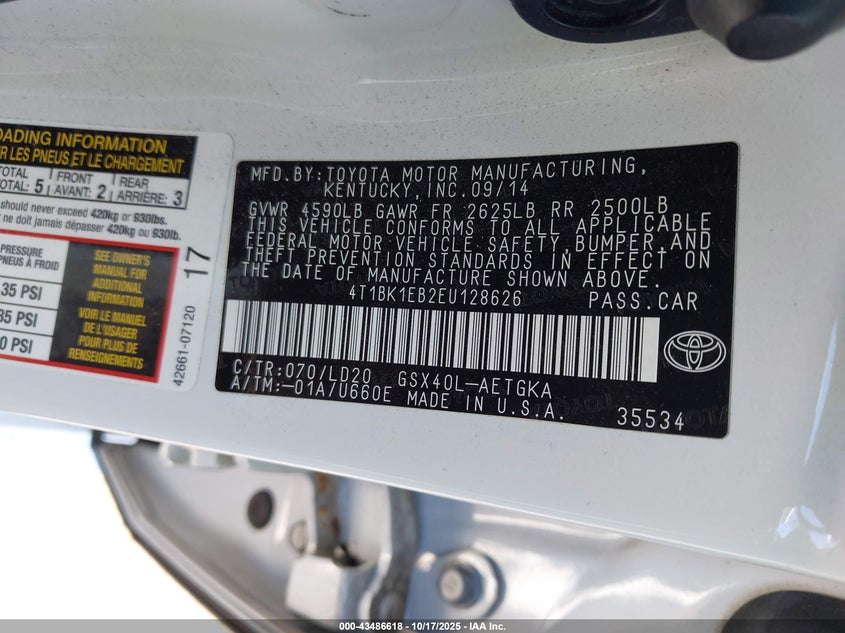 OADING INFORMATION
R LES PNEUS ET LE CHARGEMENT
TOTAL FRONT REAR
TOTAL: 5 AVANT: 2 ARRIÈRE: 3
should never exceed 420kg or 930lbs.
ne doit jamais dépasser 420kg ou 930lb.
PRESSURE
PNEUS À FROID
35 PSI
35 PSI
0 PSI
SEE OWNER'S
MANUAL FOR
ADDITIONAL
INFORMATION
VOIR LE MANUEL
DE L'USAGER
POUR PLUS DE
RENSEIGNEMENTS
17
42661-07120
MFD.BY:TOYOTA MOTOR MANUFACTURING,
KENTUCKY, INC.09/14
GVWR 4590LB GAWR FR 2625LB RR 2500LB
THIS VEHICLE CONFORMS TO ALL APPLICABLE
FEDERAL MOTOR VEHICLE SAFETY, BUMPER, AND
THEFT PREVENTION STANDARDS IN EFFECT ON
THE DATE OF MANUFACTURE SHOWN ABOVE.
4T1BK1EB2EU128626 PASS.CAR
C/TR:070/LD20 GSX40L-AETGKA
A/TM:-01A/U660E MADE IN U.S.A.
35534
000-43486618 - 10/17/2025 - IAA Inc.